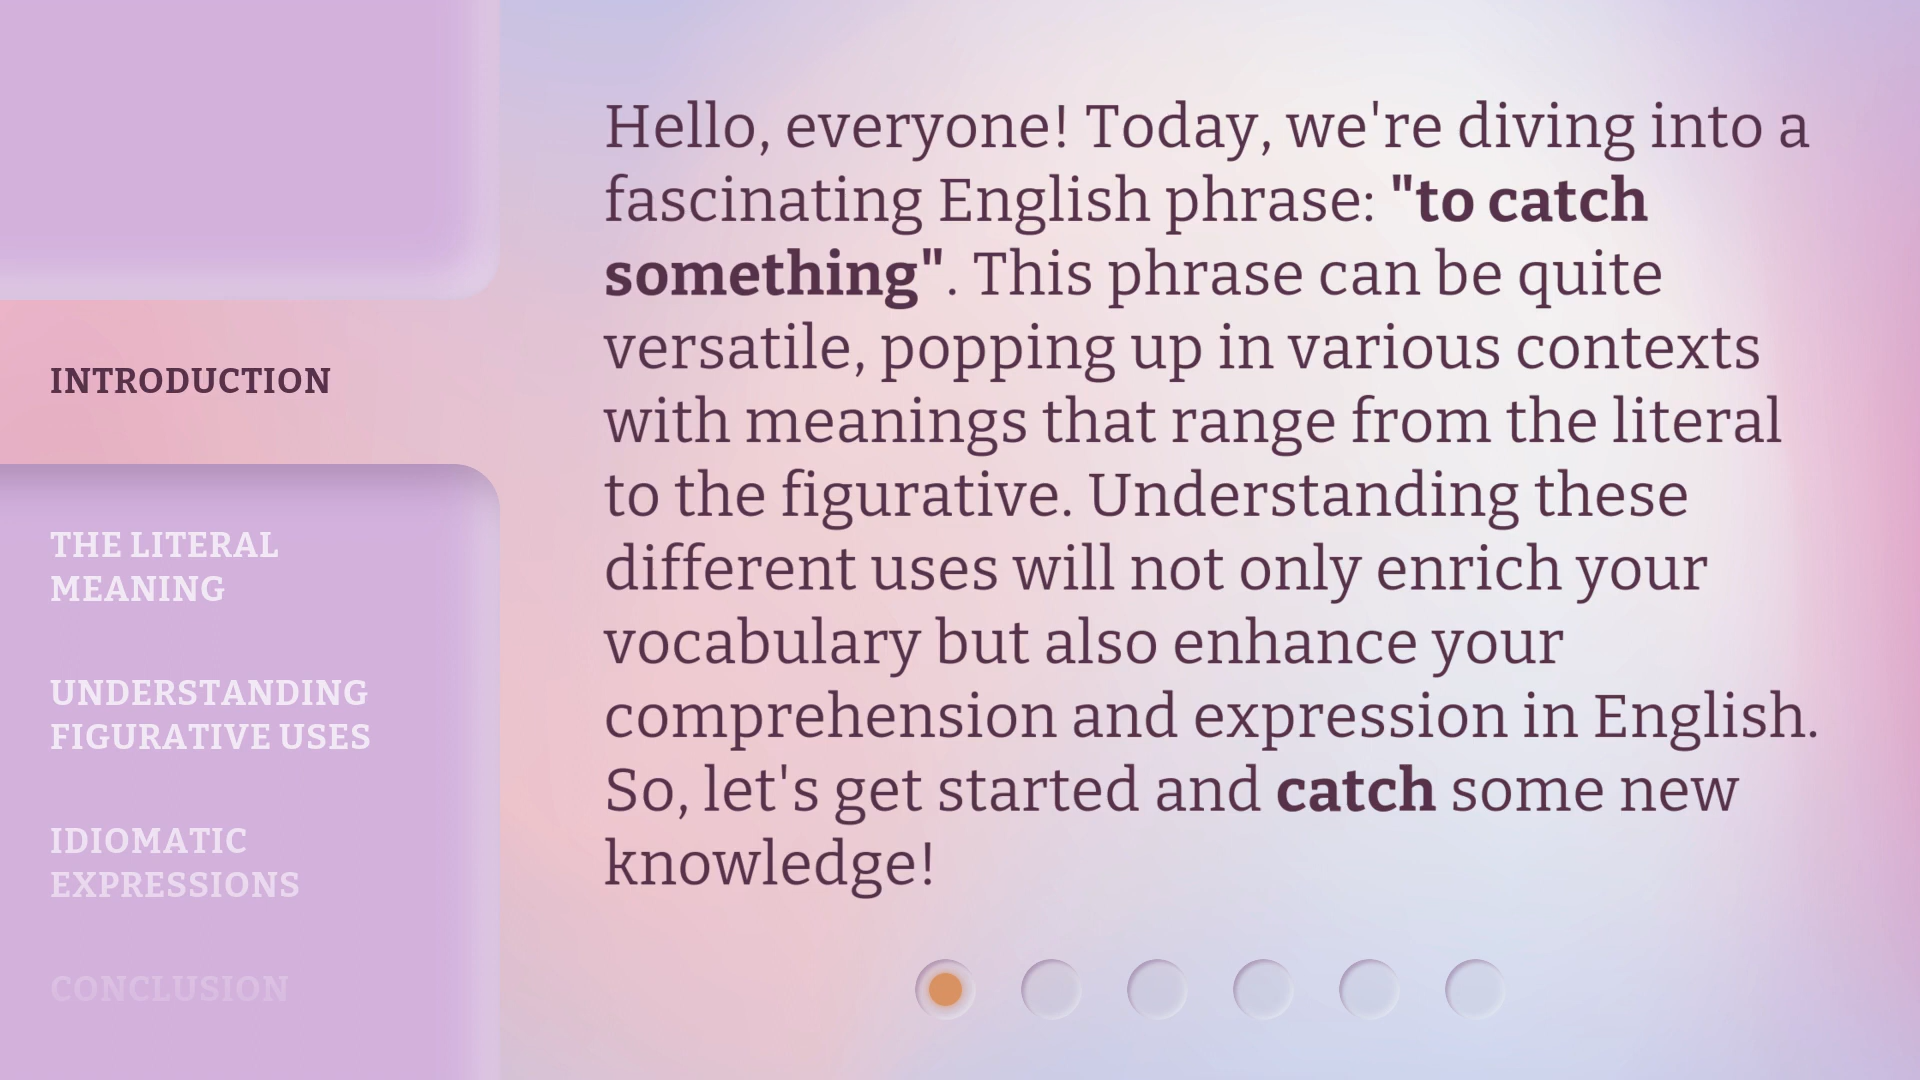 INTRODUCTION
THE LITERAL
MEANING
UNDERSTANDING
FIGURATIVE USES
IDIOMATIC
EXPRESSIONS
CONCLUSION
Hello, everyone! Today, we're diving into a
fascinating English phrase: "to catch
something". This phrase can be quite
versatile, popping up in various contexts
with meanings that range from the literal
to the figurative. Understanding these
different uses will not only enrich your
vocabulary but also enhance your
comprehension and expression in English.
So, let's get started and catch some new
knowledge!